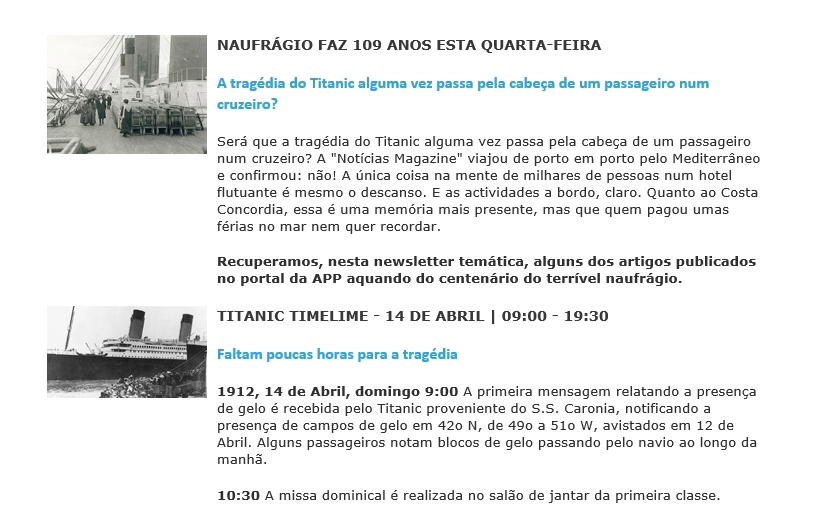 NAUFRÁGIO FAZ 109 ANOS ESTA QUARTA-FEIRA
A tragédia do Titanic alguma vez passa pela cabeça de um passageiro num
cruzeiro?
Será que a tragédia do Titanic alguma vez passa pela cabeça de um passageiro
num cruzeiro? A "Notícias Magazine" viajou de porto em porto pelo Mediterrâneo
e confirmou: não! A única coisa na mente de milhares de pessoas num hotel
flutuante é mesmo o descanso. E as actividades a bordo, claro. Quanto ao Costa
Concordia, essa é uma memória mais presente, mas que quem pagou umas
férias no mar nem quer recordar.
Recuperamos, nesta newsletter temática, alguns dos artigos publicados
no portal da APP aquando do centenário do terrível naufrágio.
TITANIC TIMELIME - 14 DE ABRIL | 09:00 - 19:30
Faltam poucas horas para a tragédia
1912, 14 de Abril, domingo 9:00 A primeira mensagem relatando a presença
de gelo é recebida pelo Titanic proveniente do S.S. Caronia, notificando a
presença de campos de gelo em 42o N, de 49o a 51o W, avistados em 12 de
Abril. Alguns passageiros notam blocos de gelo passando pelo navio ao longo da
manhã.
10:30 A missa dominical é realizada no salão de jantar da primeira classe.